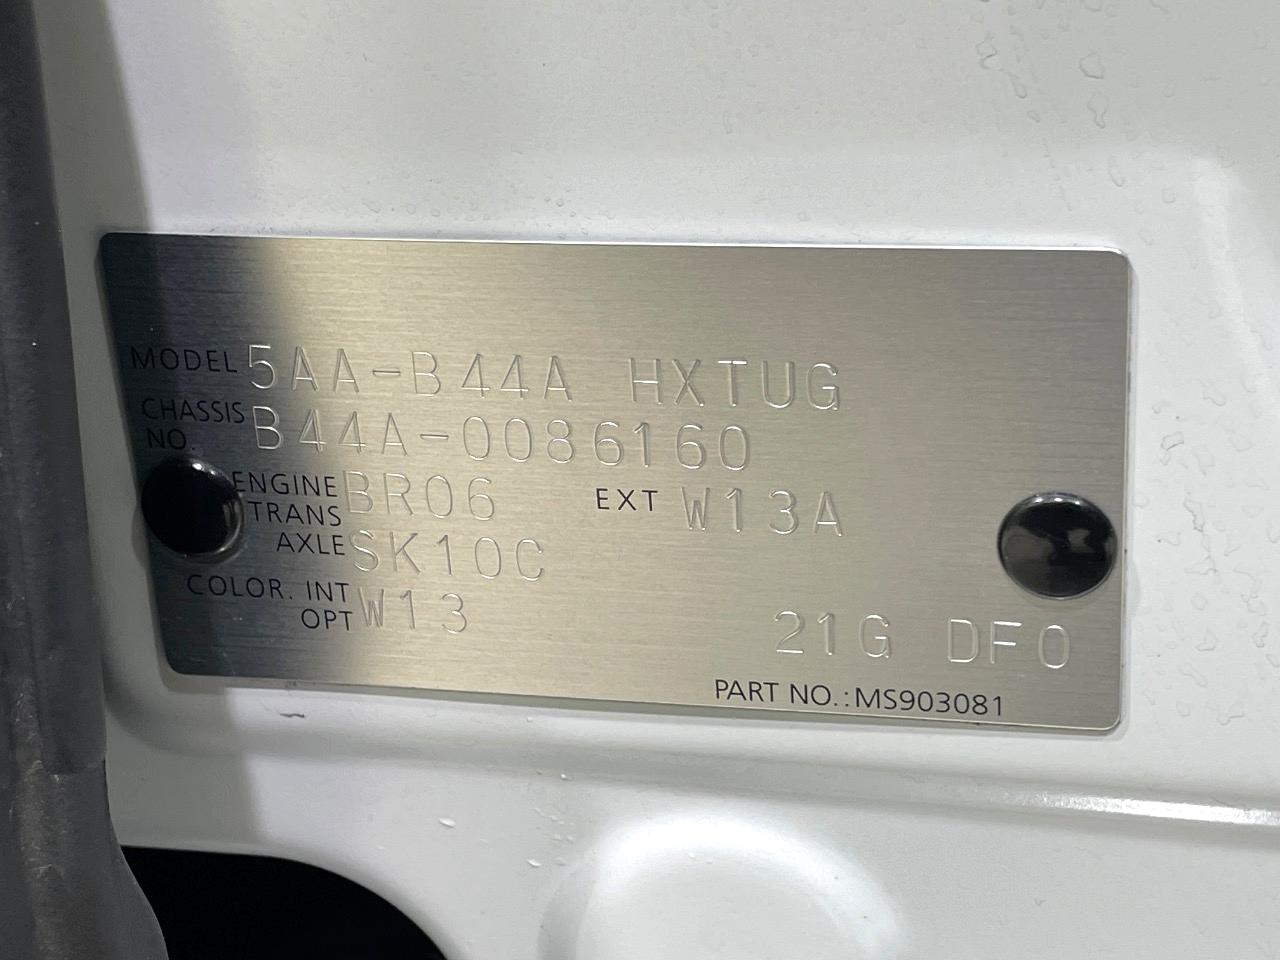 MODEL 5AA-B44A HXTUG
CHASSIS NO. B44A-0086160
ENGINE BR06 EXT W13A
TRANS
AXLE SK10C
COLOR. INT W13
OPT
21G DF0
PART NO.:MS903081